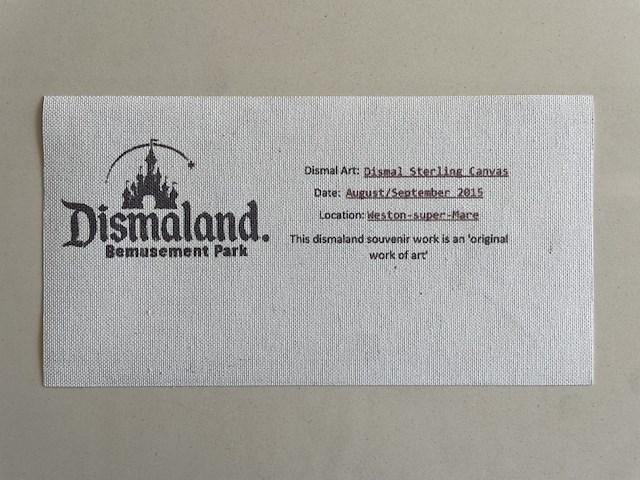 Dismaland.
Bemusement Park
Dismal Art: Dismal Sterling Canvas
Date: August/September 2015
Location: Weston-super-Mare
This dismaland souvenir work is an 'original
work of art'